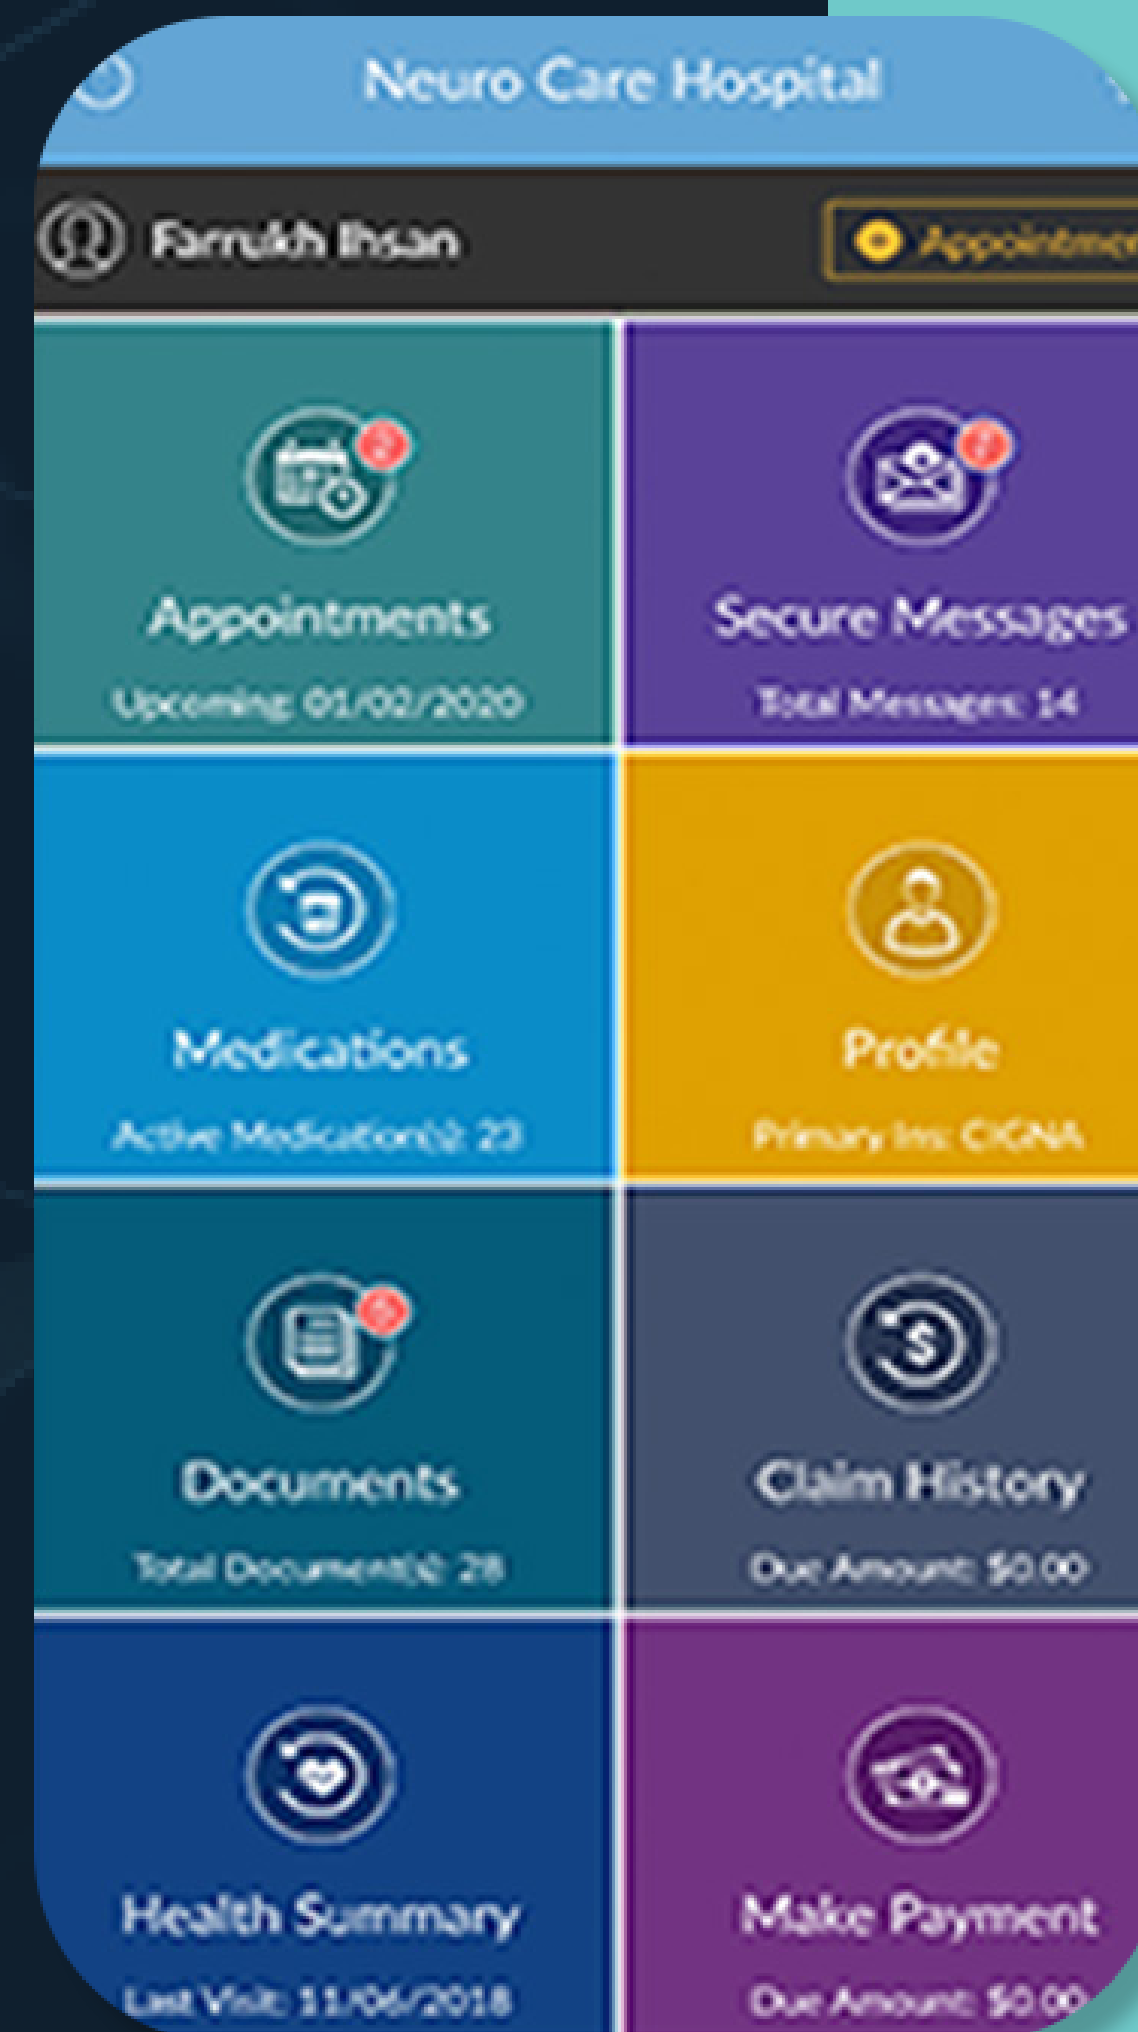 Neuro Care Hospital
Farrukh Ihsan
Appointments
Upcoming: 01/02/2020
2
Secure Messages
Total Messages: 14
Medications
Active Medication(s): 23
Profile
Primary Ins: CIGNA
Documents
Total Document(s): 28
Claim History
Due Amount: $0.00
Health Summary
Last Visit: 11/06/2018
Make Payment
Due Amount: $0.00